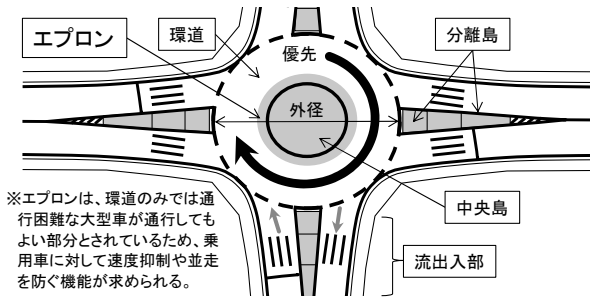 エプロン
環道
優先
分離島
外径
中央島
流出入部
※エプロンは、環道のみでは通
行困難な大型車が通行しても
よい部分とされているため、乗
用車に対して速度抑制や並走
を防ぐ機能が求められる。